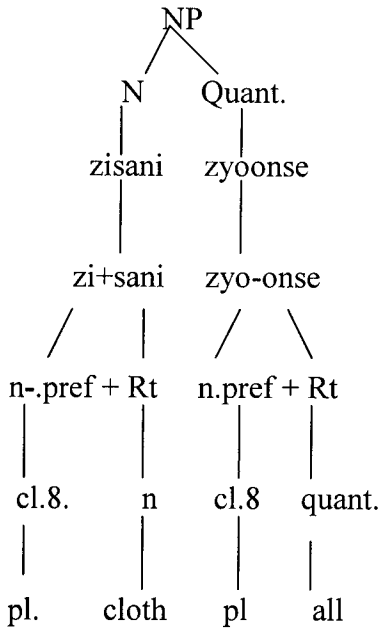 NP
N Quant.
zisani zyoonse
zi+sani zyo-onse
n-.pref + Rt n.pref + Rt
cl.8. n cl.8 quant.
pl. cloth pl all